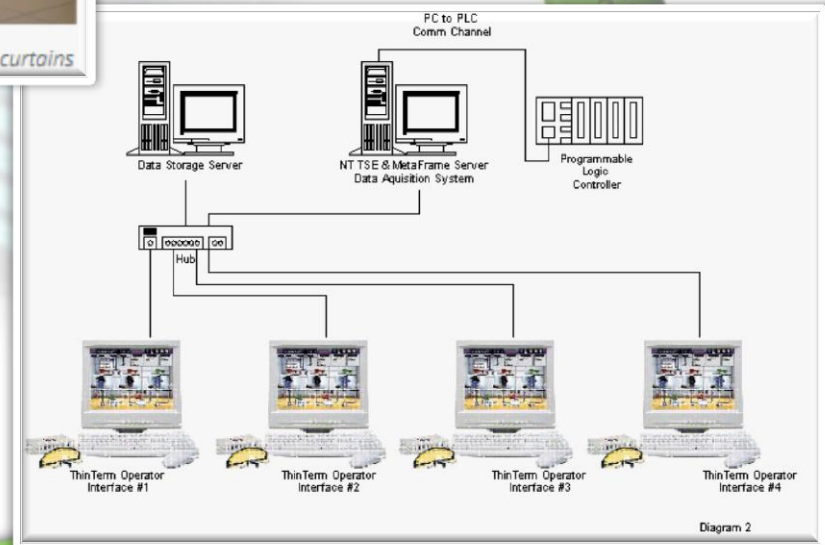 curtains
PC to PLC
Comm Channel
Data Storage Server
NT TSE & MetaFrame Server
Data Aquisition System
Programmable
Logic
Controller
Hub
ThinTerm Operator
Interface #1
ThinTerm Operator
Interface #2
ThinTerm Operator
Interface #3
ThinTerm Operator
Interface #4
Diagram 2